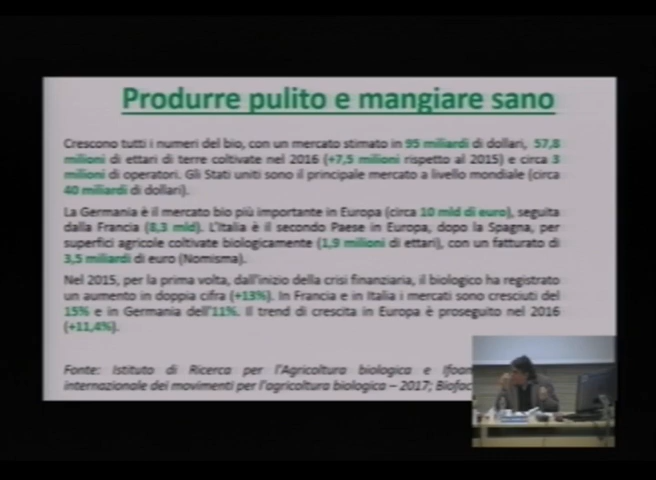 Produrre pulito e mangiare sano
Crescono tutti i numeri del bio, con un mercato stimato in 95 miliardi di dollari, 57,8
milioni di ettari di terre coltivate nel 2016 (+7,5 milioni rispetto al 2015) e circa 3
milioni di operatori. Gli Stati uniti sono il principale mercato a livello mondiale (circa
40 miliardi di dollari).
La Germania è il mercato bio più importante in Europa (circa 10 mld di euro), seguita
dalla Francia (8,3 mld). L'Italia è il secondo Paese in Europa, dopo la Spagna, per
superfici agricole coltivate biologicamente (1,9 milioni di ettari), con un fatturato di
3,5 miliardi di euro (Nomisma).
Nel 2015, per la prima volta, dall'inizio della crisi finanziaria, il biologico ha registrato
un aumento in doppia cifra (+13%). In Francia e in Italia i mercati sono cresciuti del
15% e in Germania dell'11%. Il trend di crescita in Europa è proseguito nel 2016
(+11,4%).
Fonte: Istituto di Ricerca per l'Agricoltura biologica e Ifoam
internazionale dei movimenti per l'agricoltura biologica – 2017; Biofac